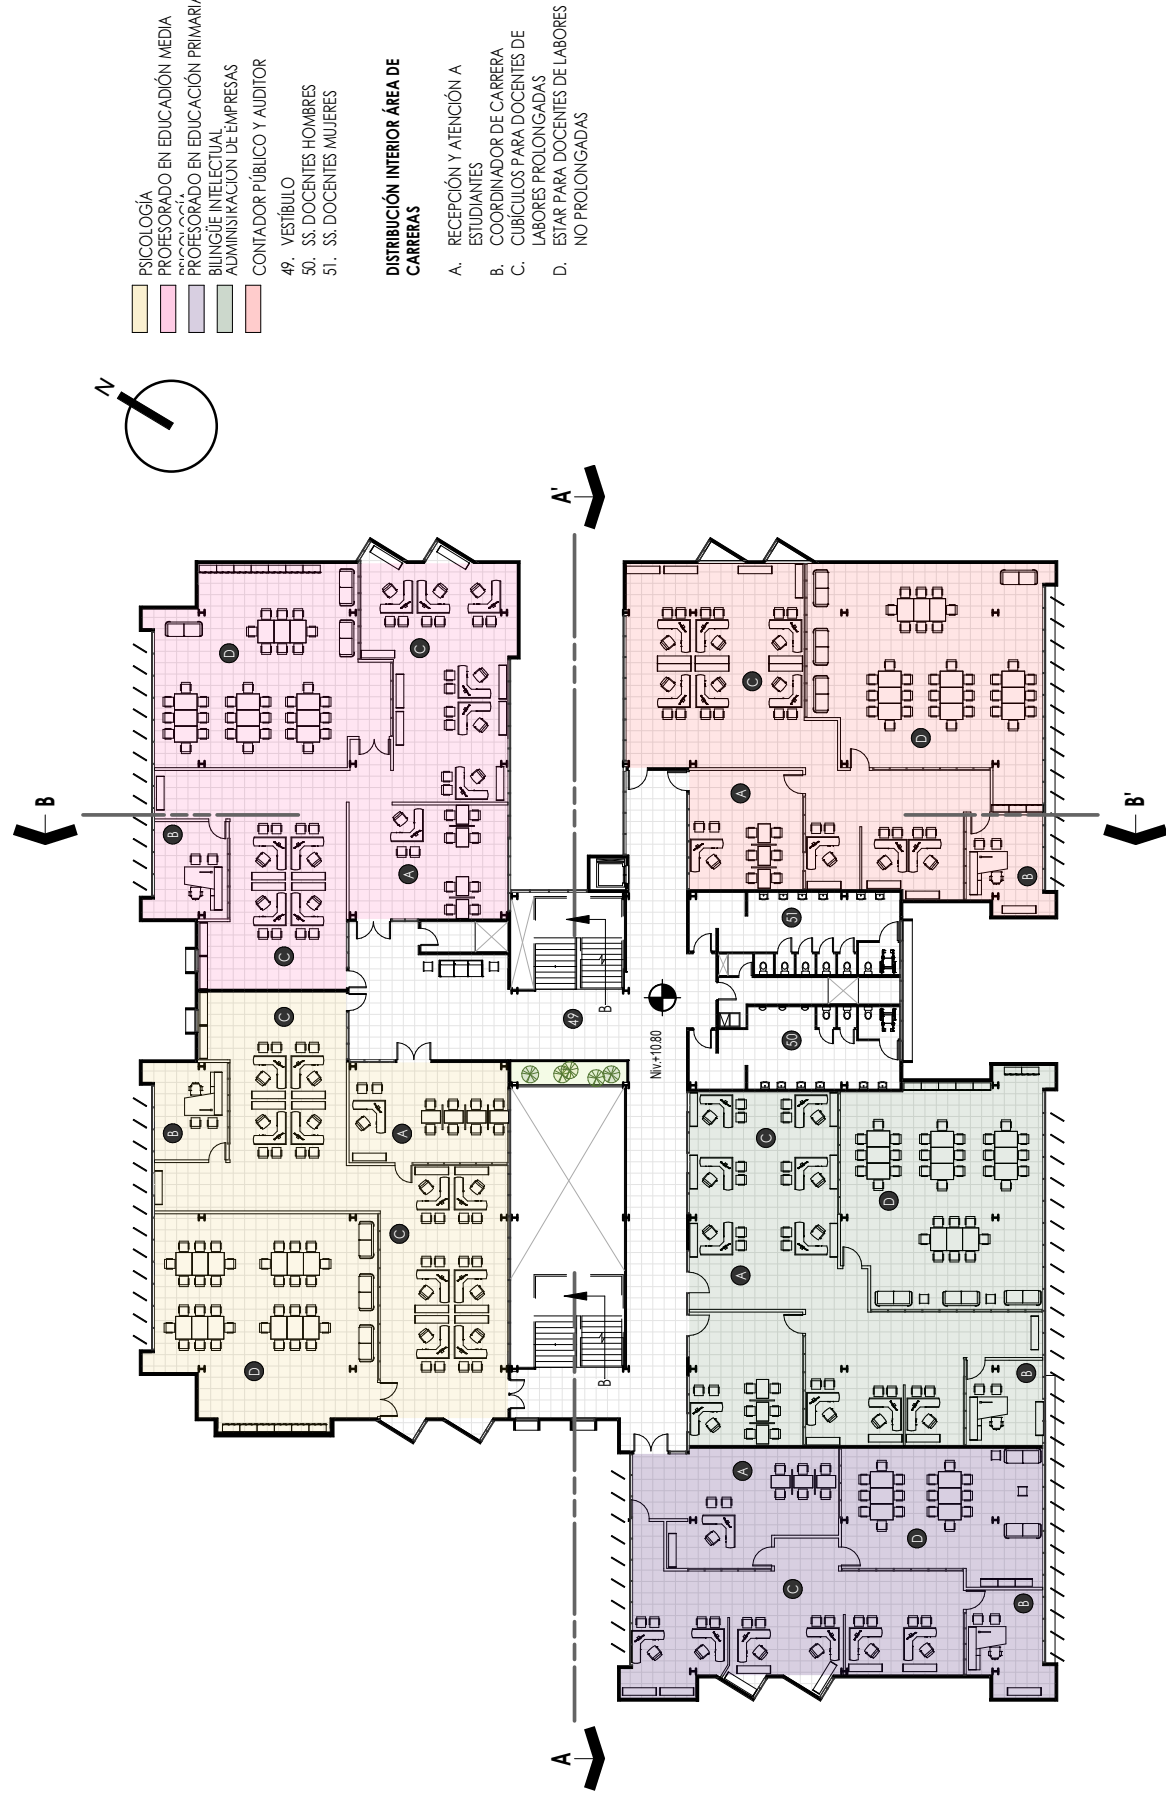 PSICOLOGÍA
PROFESORADO EN EDUCADIÓN MEDIA
PSICOLOGÍA
PROFESORADO EN EDUCACIÓN PRIMARIA
BILINGÜE INTELECTUAL
ADMINISTRACIÓN DE EMPRESAS
CONTADOR PÚBLICO Y AUDITOR
49. VESTÍBULO
50. SS. DOCENTES HOMBRES
51. SS. DOCENTES MUJERES
DISTRIBUCIÓN INTERIOR ÁREA DE
CARRERAS
A. RECEPCIÓN Y ATENCIÓN A
ESTUDIANTES
B. COORDINADOR DE CARRERA
C. CUBÍCULOS PARA DOCENTES DE
LABORES PROLONGADAS
D. ESTAR PARA DOCENTES DE LABORES
NO PROLONGADAS
N
A
A'
B
B'
D
D
C
C
B
B
A
A
C
C
D
A
C
D
B
49
B
B
51
50
Niv.+10.80
C
A
D
B
A
C
D
B